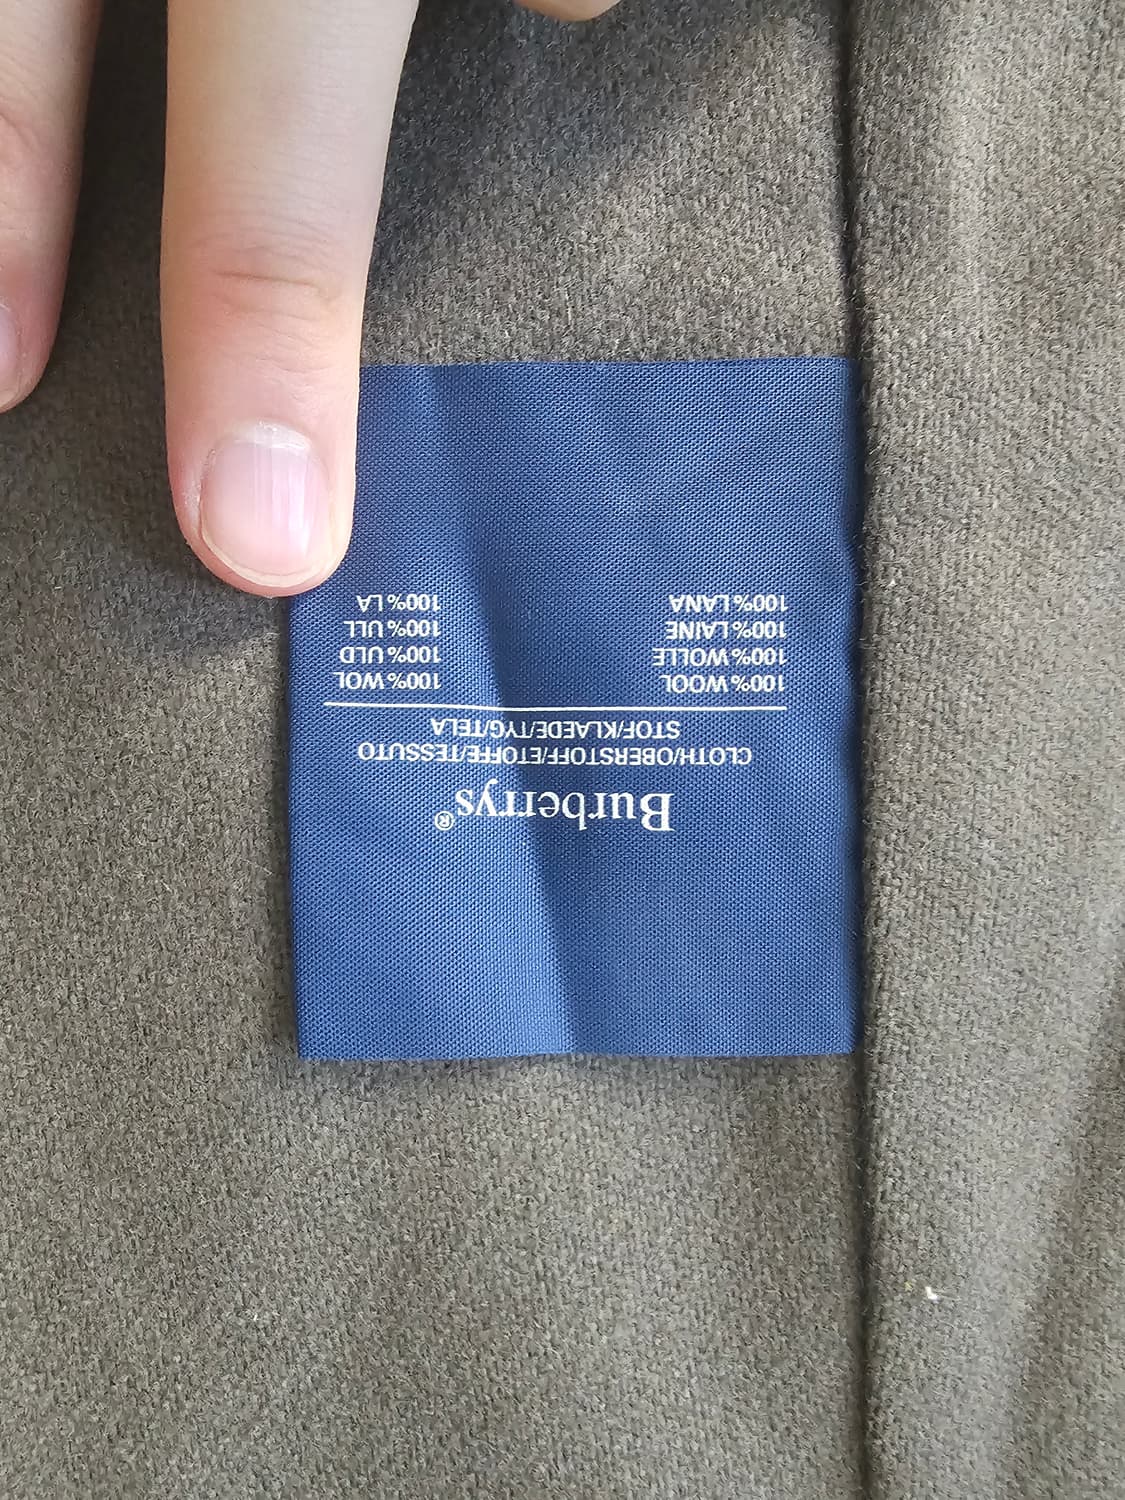 Burberrys®
CLOTH/OBERSTOFF/ETOFFE/TESSUTO
STOF/KLAEDE/TYG/TELA
100% WOOL 100% WOL
100% WOLLE 100% ULD
100% LAINE 100% ULL
100% LANA 100% LA